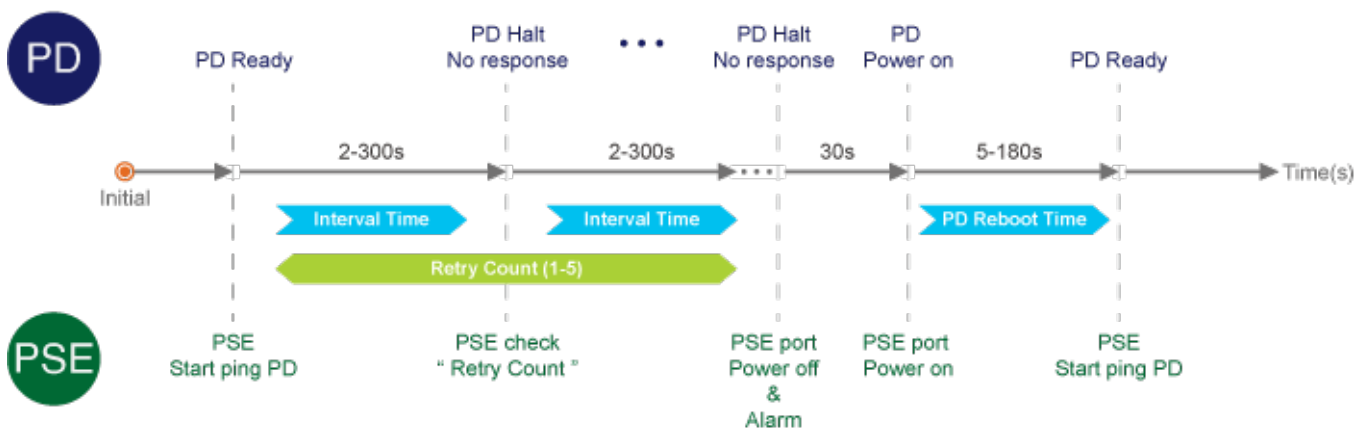 PD
PD Ready
PD Halt
No response
• • •
PD Halt
No response
PD
Power on
PD Ready
2-300s
2-300s
30s
5-180s
Initial
Time(s)
Interval Time
Interval Time
PD Reboot Time
Retry Count (1-5)
PSE
PSE
Start ping PD
PSE check
“ Retry Count ”
PSE port
Power off
&
Alarm
PSE port
Power on
PSE
Start ping PD